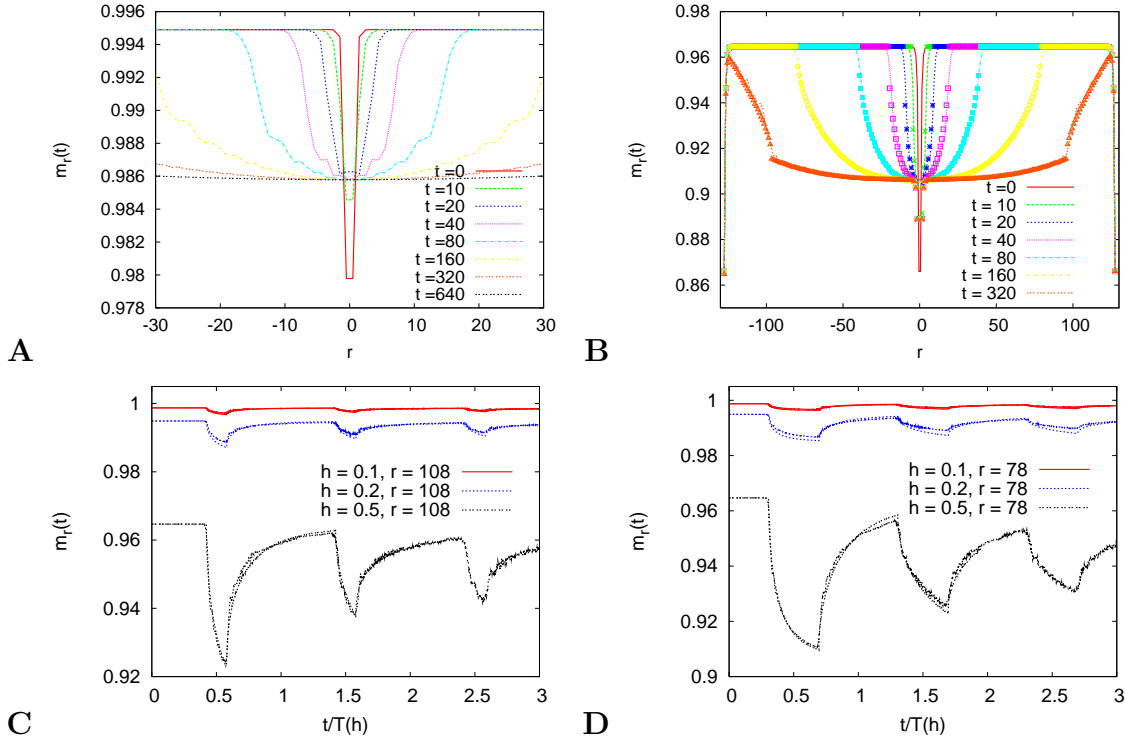 0.996
0.994
0.992
0.99
0.988
0.986
0.984
0.982
0.98
0.978
m_r(t)
t =0
t =10
t =20
t =40
t =80
t =160
t =320
t =640
-30 -20 -10 0 10 20 30
r
A
0.98
0.96
0.94
0.92
0.9
0.88
0.86
m_r(t)
t =0
t = 10
t = 20
t = 40
t = 80
t = 160
t = 320
-100 -50 0 50 100
r
B
1
0.98
0.96
0.94
0.92
m_r(t)
h = 0.1, r = 108
h = 0.2, r = 108
h = 0.5, r = 108
0 0.5 1 1.5 2 2.5 3
t/T(h)
C
1
0.98
0.96
0.94
0.92
0.9
m_r(t)
h = 0.1, r = 78
h = 0.2, r = 78
h = 0.5, r = 78
0 0.5 1 1.5 2 2.5 3
t/T(h)
D